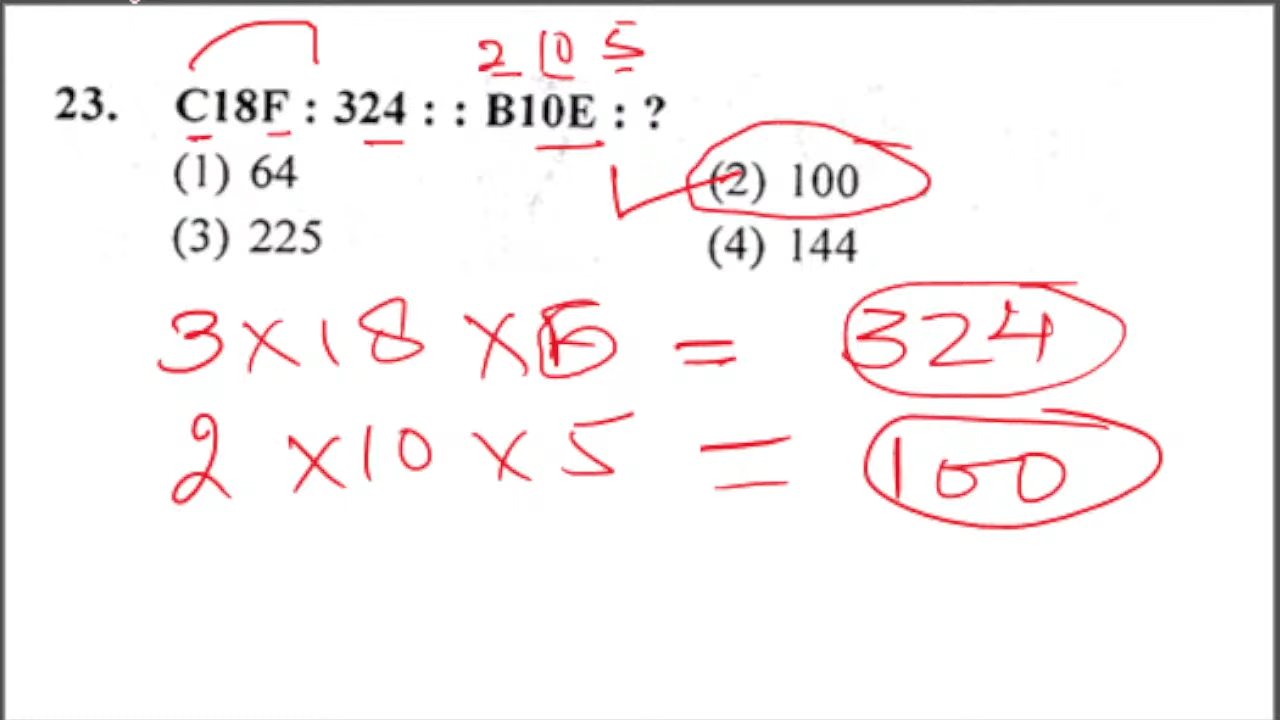 2 10 5
23. C18F : 324 : : B10E : ?
(1) 64 (2) 100
(3) 225 (4) 144
3 × 18 × 6 = 324
2 × 10 × 5 = 100